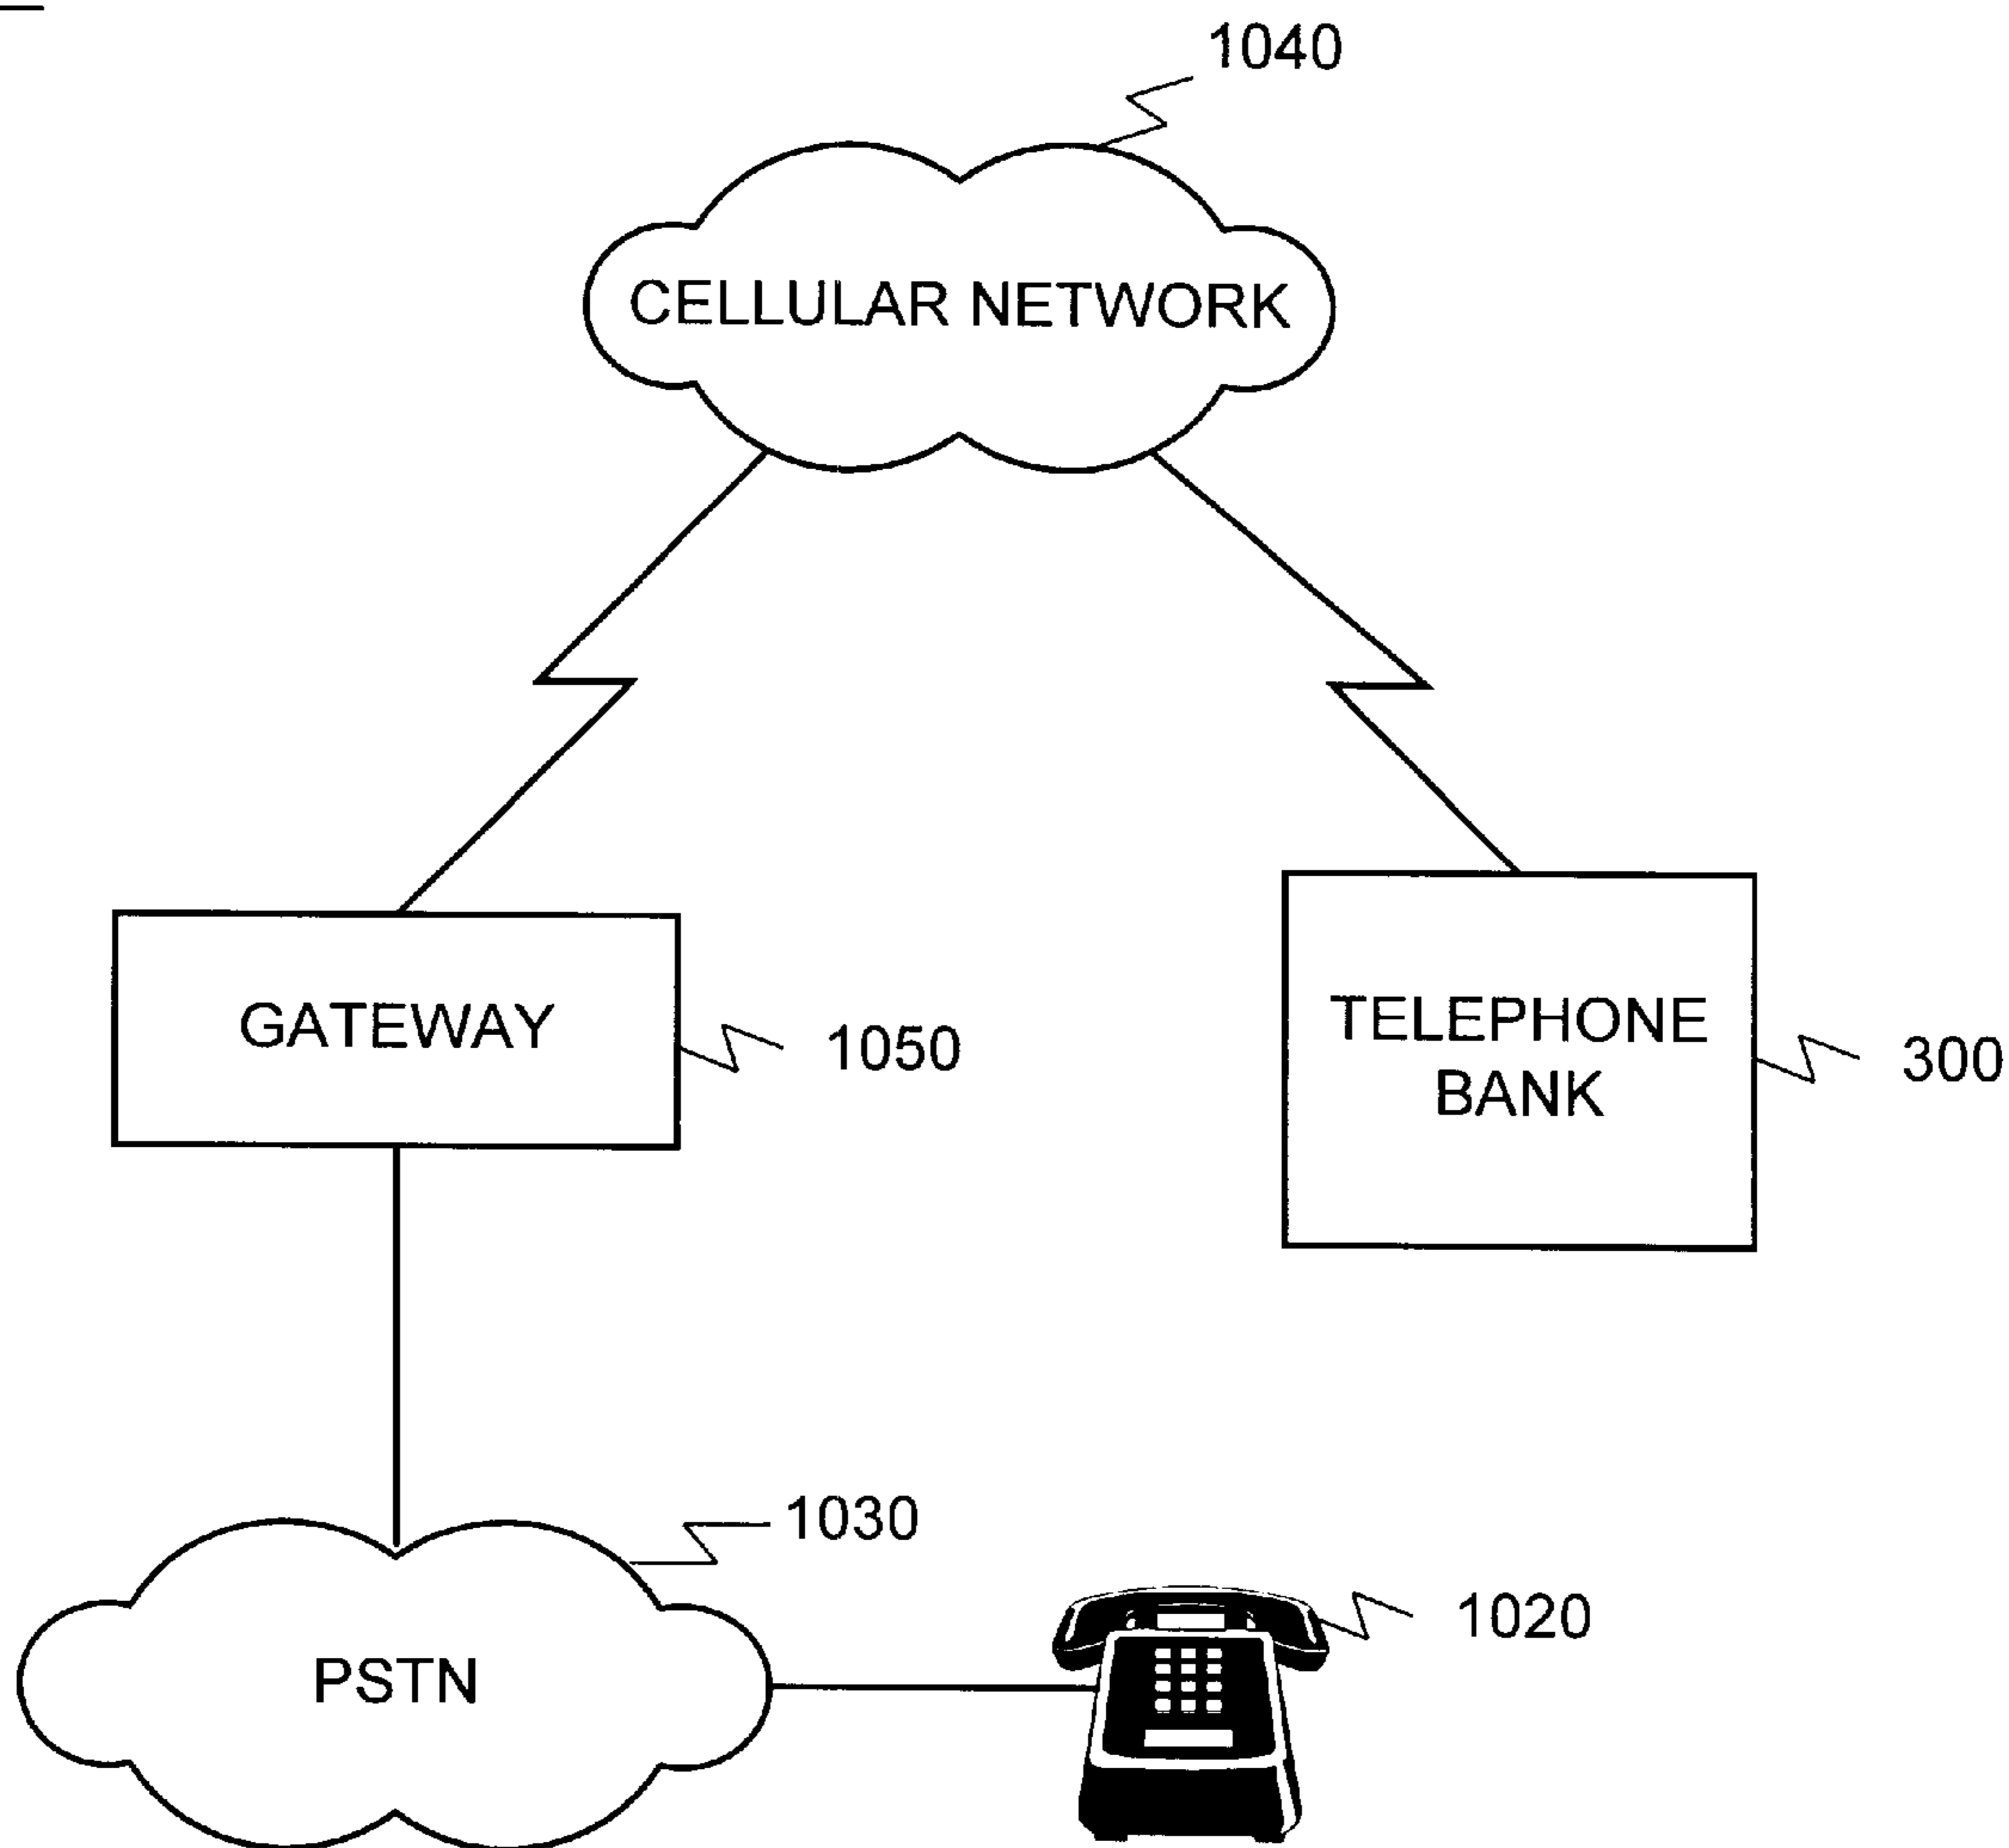 1040
CELLULAR NETWORK
GATEWAY
1050
TELEPHONE
BANK
300
1030
PSTN
1020